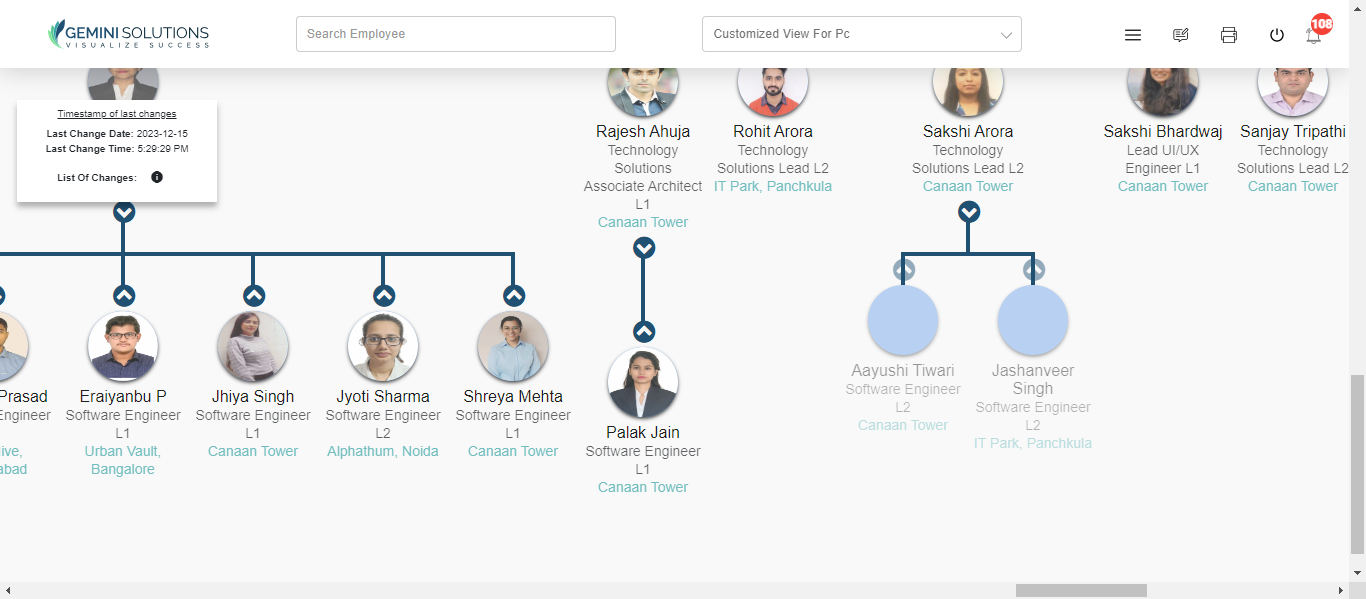 GEMINI SOLUTIONS
VISUALIZE SUCCESS
Search Employee
Customized View For Pc
108
Timestamp of last changes
Last Change Date: 2023-12-15
Last Change Time: 5:29:29 PM
List Of Changes:
Rajesh Ahuja
Technology
Solutions
Associate Architect
L1
Canaan Tower
Rohit Arora
Technology
Solutions Lead L2
IT Park, Panchkula
Sakshi Arora
Technology
Solutions Lead L2
Canaan Tower
Sakshi Bhardwaj
Lead UI/UX
Engineer L1
Canaan Tower
Sanjay Tripathi
Technology
Solutions Lead L2
Canaan Tower
Prasad
Engineer
Eraiyanbu P
Software Engineer
L1
Urban Vault,
Bangalore
Jhiya Singh
Software Engineer
L1
Canaan Tower
Jyoti Sharma
Software Engineer
L2
Alphathum, Noida
Shreya Mehta
Software Engineer
L1
Canaan Tower
Palak Jain
Software Engineer
L1
Canaan Tower
Aayushi Tiwari
Software Engineer
L2
Canaan Tower
Jashanveer
Singh
Software Engineer
L2
IT Park, Panchkula